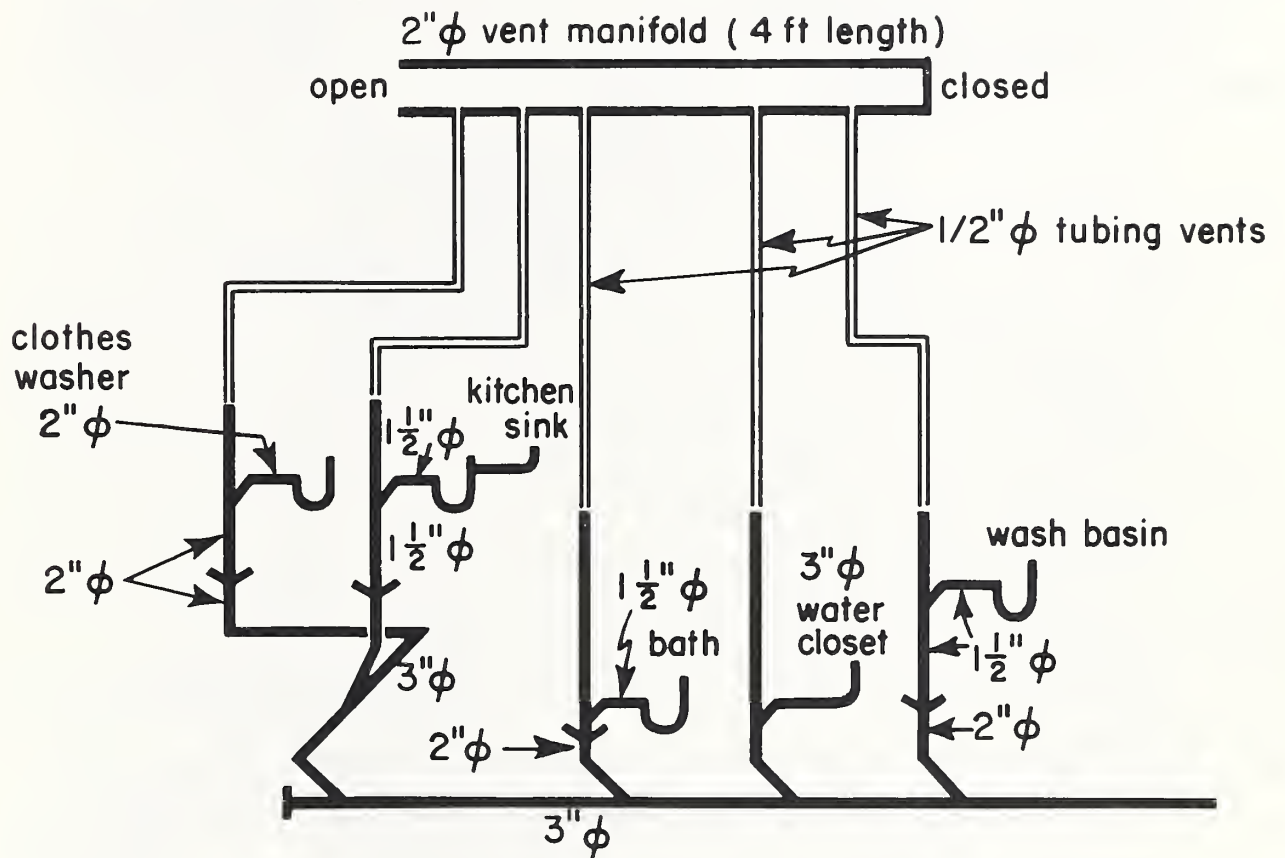 2"ϕ vent manifold ( 4 ft length)
open
closed
1/2"ϕ tubing vents
clothes
washer
2"ϕ
kitchen
sink
1 1/2"ϕ
1 1/2"ϕ
2"ϕ
wash basin
1 1/2"ϕ
bath
3"ϕ
water
closet
1 1/2"ϕ
3"ϕ
2"ϕ
2"ϕ
3"ϕ